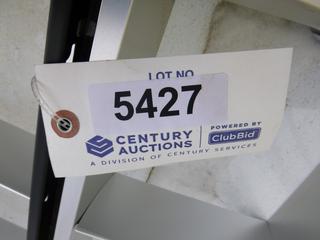 LOT NO.
5427
CENTURY AUCTIONS
POWERED BY
ClubBid
A DIVISION OF CENTURY SERVICES